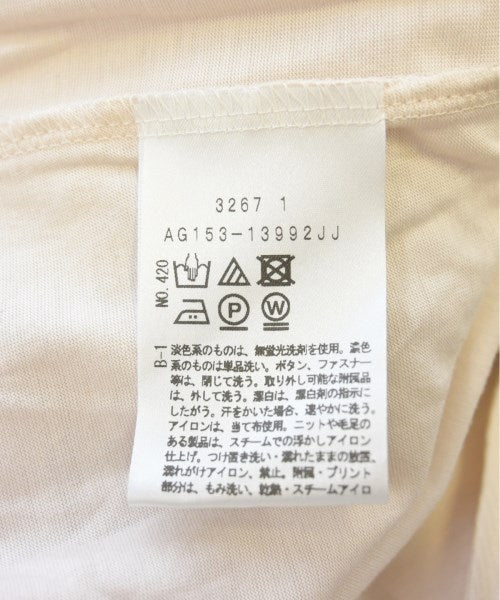 3267 1
AG153-13992JJ
NO.420
P W
B-1
淡色系のものは、無蛍光洗剤を使用。濃色
系のものは単品洗い。ボタン、ファスナー
等は、閉じて洗う。取り外し可能な附属品
は、外して洗う。漂白は、漂白剤の指示に
したがう。汗をかいた場合、速やかに洗う。
アイロンは、当て布使用。ニットや毛足の
ある製品は、スチームでの浮かしアイロン
仕上げ。つけ置き洗い・濡れたままの放置、
濡れがけアイロン、禁止。附属・プリント
部分は、もみ洗い、乾熱・スチームアイロ